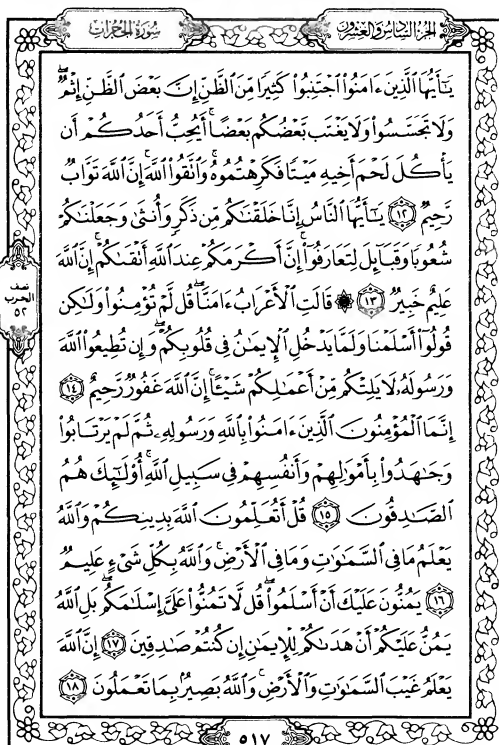 الجزء السادس والعشرون
سورة الحجرات
يَـٰٓأَيُّهَا ٱلَّذِينَ ءَامَنُوا۟ ٱجْتَنِبُوا۟ كَثِيرًا مِّنَ ٱلظَّنِّ إِنَّ بَعْضَ ٱلظَّنِّ إِثْمٌۖ
وَلَا تَجَسَّسُوا۟ وَلَا يَغْتَب بَّعْضُكُم بَعْضًاۚ أَيُحِبُّ أَحَدُكُمْ أَن
يَأْكُلَ لَحْمَ أَخِيهِ مَيْتًا فَكَرِهْتُمُوهُۚ وَٱتَّقُوا۟ ٱللَّهَۚ إِنَّ ٱللَّهَ تَوَّابٌ
رَّحِيمٌ ١٢ يَـٰٓأَيُّهَا ٱلنَّاسُ إِنَّا خَلَقْنَـٰكُم مِّن ذَكَرٍ وَأُنثَىٰ وَجَعَلْنَـٰكُمْ
شُعُوبًا وَقَبَآئِلَ لِتَعَارَفُوٓا۟ۚ إِنَّ أَكْرَمَكُمْ عِندَ ٱللَّهِ أَتْقَىٰكُمْۚ إِنَّ ٱللَّهَ
عَلِيمٌ خَبِيرٌ ١٣ ۞ قَالَتِ ٱلْأَعْرَابُ ءَامَنَّاۖ قُل لَّمْ تُؤْمِنُوا۟ وَلَـٰكِن
قُولُوٓا۟ أَسْلَمْنَا وَلَمَّا يَدْخُلِ ٱلْإِيمَـٰنُ فِى قُلُوبِكُمْۖ وَإِن تُطِيعُوا۟ ٱللَّهَ
وَرَسُولَهُۥ لَا يَلِتْكُم مِّنْ أَعْمَـٰلِكُمْ شَيْـًٔاۚ إِنَّ ٱللَّهَ غَفُورٌ رَّحِيمٌ ١٤
إِنَّمَا ٱلْمُؤْمِنُونَ ٱلَّذِينَ ءَامَنُوا۟ بِٱللَّهِ وَرَسُولِهِۦ ثُمَّ لَمْ يَرْتَابُوا۟
وَجَـٰهَدُوا۟ بِأَمْوَٰلِهِمْ وَأَنفُسِهِمْ فِى سَبِيلِ ٱللَّهِۚ أُو۟لَـٰٓئِكَ هُمُ
ٱلصَّـٰدِقُونَ ١٥ قُلْ أَتُعَلِّمُونَ ٱللَّهَ بِدِينِكُمْ وَٱللَّهُ
يَعْلَمُ مَا فِى ٱلسَّمَـٰوَٰتِ وَمَا فِى ٱلْأَرْضِۚ وَٱللَّهُ بِكُلِّ شَىْءٍ عَلِيمٌ
١٦ يَمُنُّونَ عَلَيْكَ أَنْ أَسْلَمُوا۟ۖ قُل لَّا تَمُنُّوا۟ عَلَىَّ إِسْلَـٰمَكُمۖ بَلِ ٱللَّهُ
يَمُنُّ عَلَيْكُمْ أَنْ هَدَىٰكُمْ لِلْإِيمَـٰنِ إِن كُنتُمْ صَـٰدِقِينَ ١٧ إِنَّ ٱللَّهَ
يَعْلَمُ غَيْبَ ٱلسَّمَـٰوَٰتِ وَٱلْأَرْضِۚ وَٱللَّهُ بَصِيرٌۢ بِمَا تَعْمَلُونَ ١٨
نصف
الحزب
٥٢
٥١٧